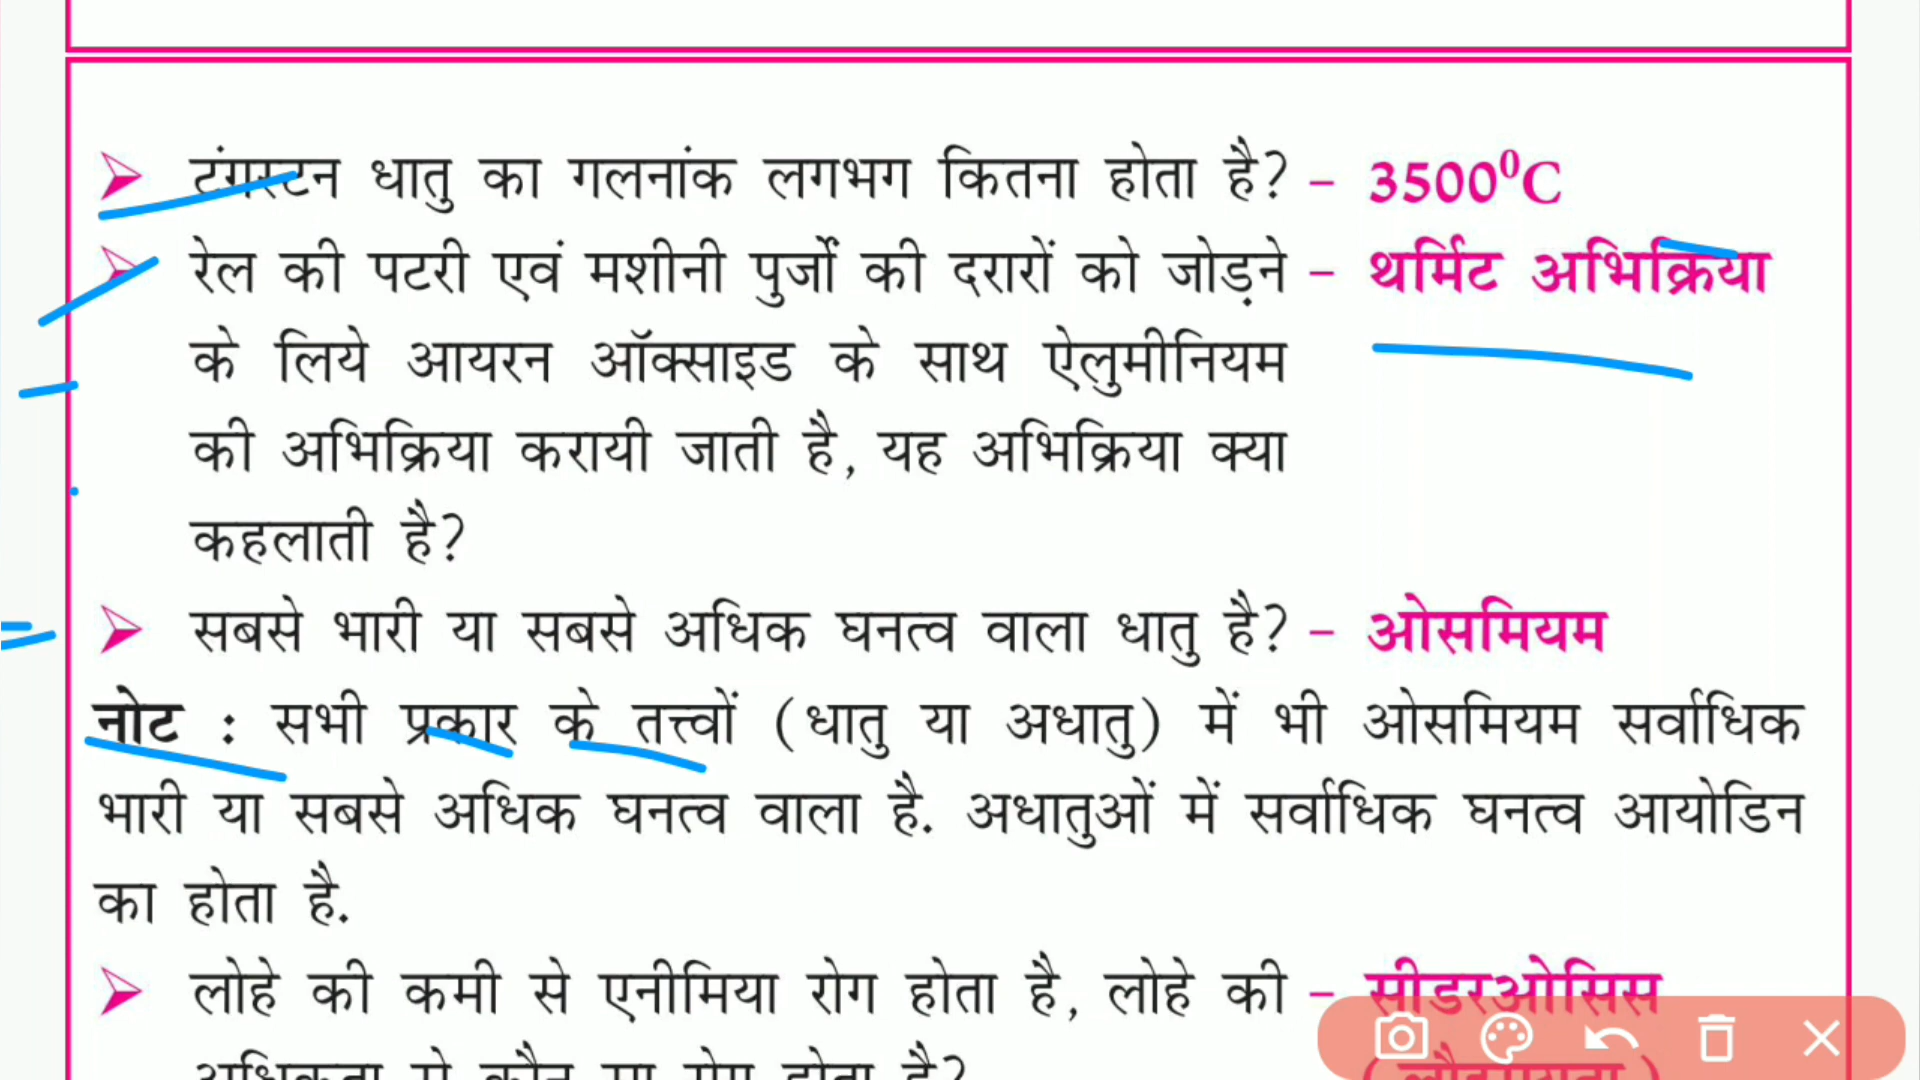 टंगस्टन धातु का गलनांक लगभग कितना होता है? – 3500⁰C
रेल की पटरी एवं मशीनी पुर्जों की दरारों को जोड़ने – थर्मिट अभिक्रिया
के लिये आयरन ऑक्साइड के साथ ऐलुमीनियम
की अभिक्रिया करायी जाती है, यह अभिक्रिया क्या
कहलाती है?
सबसे भारी या सबसे अधिक घनत्व वाला धातु है? – ओसमियम
नोट : सभी प्रकार के तत्त्वों (धातु या अधातु) में भी ओसमियम सर्वाधिक
भारी या सबसे अधिक घनत्व वाला है. अधातुओं में सर्वाधिक घनत्व आयोडिन
का होता है.
लोहे की कमी से एनीमिया रोग होता है, लोहे की – सीडरओसिस
अधिकता से कौन सा रोग होता है?